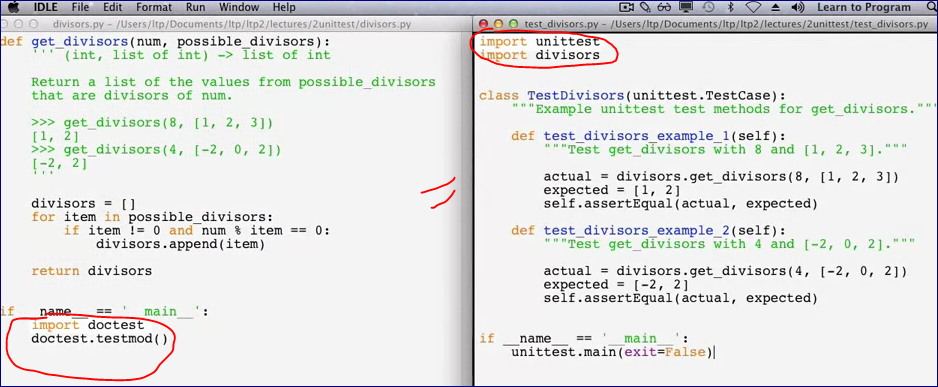 IDLE File Edit Format Run Options Windows Help Learn to Program
divisors.py - /Users/ltp/Documents/ltp/ltp2/lectures/2unittest/divisors.py
def get_divisors(num, possible_divisors):
''' (int, list of int) -> list of int
Return a list of the values from possible_divisors
that are divisors of num.
>>> get_divisors(8, [1, 2, 3])
[1, 2]
>>> get_divisors(4, [-2, 0, 2])
[-2, 2]
'''
divisors = []
for item in possible_divisors:
if item != 0 and num % item == 0:
divisors.append(item)
return divisors
if __name__ == '__main__':
import doctest
doctest.testmod()
test_divisors.py - /Users/ltp/Documents/ltp/ltp2/lectures/2unittest/test_divisors.py
import unittest
import divisors
class TestDivisors(unittest.TestCase):
"""Example unittest test methods for get_divisors."""
def test_divisors_example_1(self):
"""Test get_divisors with 8 and [1, 2, 3]."""
actual = divisors.get_divisors(8, [1, 2, 3])
expected = [1, 2]
self.assertEqual(actual, expected)
def test_divisors_example_2(self):
"""Test get_divisors with 4 and [-2, 0, 2]."""
actual = divisors.get_divisors(4, [-2, 0, 2])
expected = [-2, 2]
self.assertEqual(actual, expected)
if __name__ == '__main__':
unittest.main(exit=False)